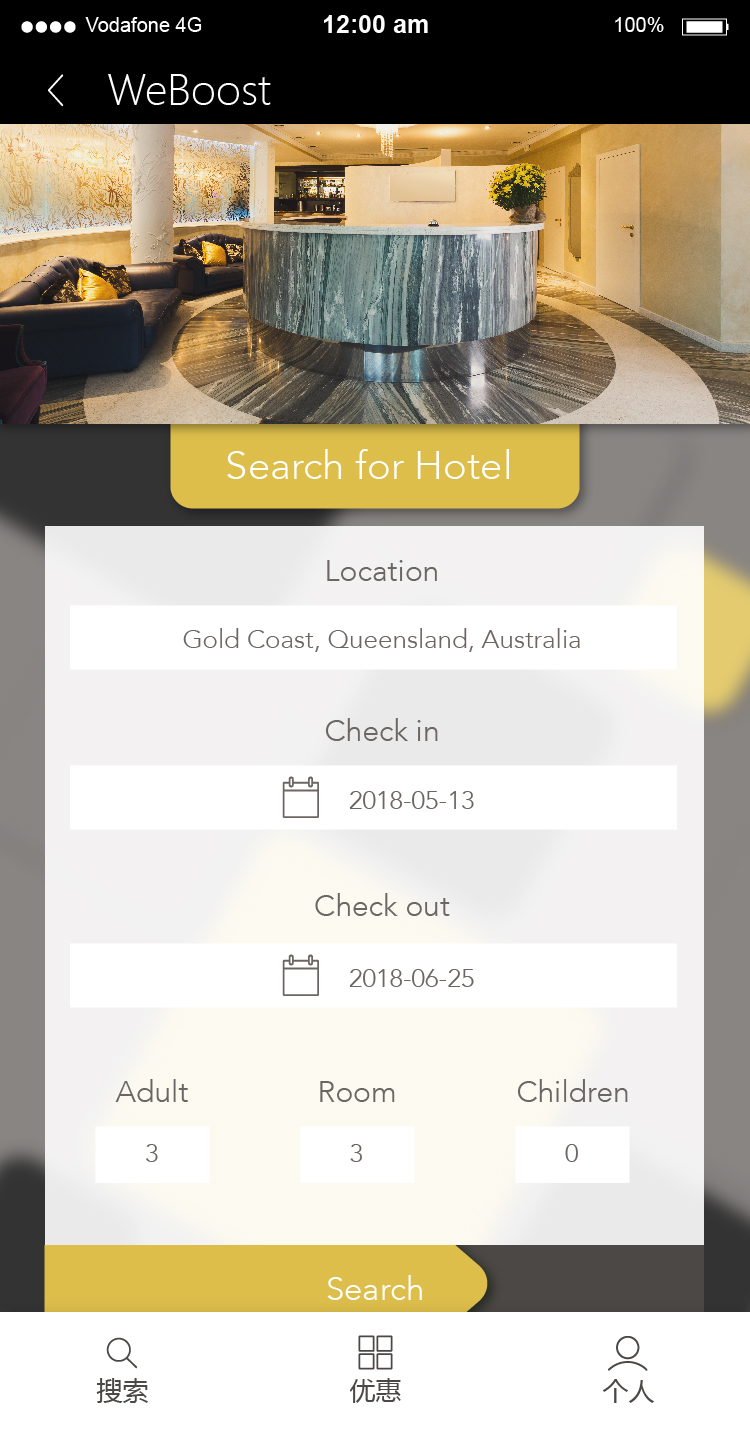 Vodafone 4G 12:00 am 100%
WeBoost
Search for Hotel
Location
Gold Coast, Queensland, Australia
Check in
2018-05-13
Check out
2018-06-25
Adult Room Children
3 3 0
Search
搜索 优惠 个人